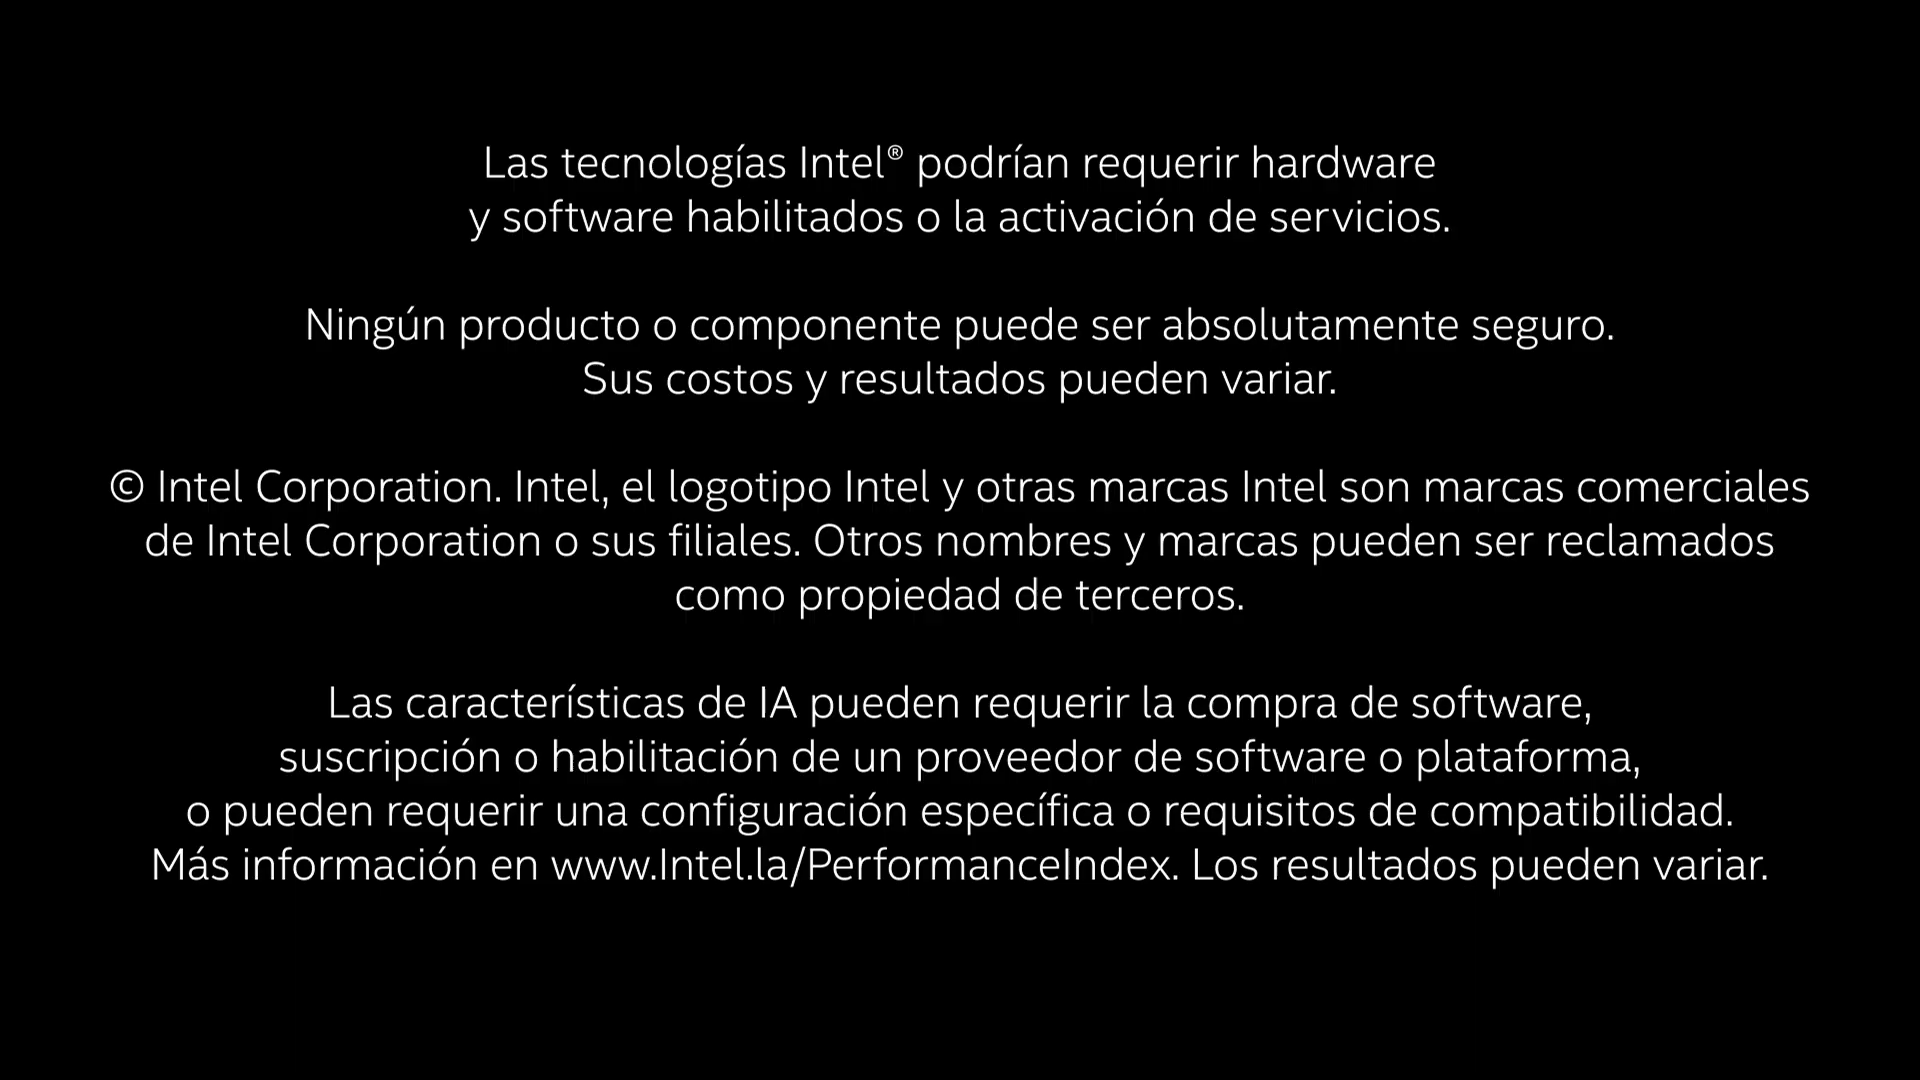 Las tecnologías Intel® podrían requerir hardware
y software habilitados o la activación de servicios.
Ningún producto o componente puede ser absolutamente seguro.
Sus costos y resultados pueden variar.
© Intel Corporation. Intel, el logotipo Intel y otras marcas Intel son marcas comerciales
de Intel Corporation o sus filiales. Otros nombres y marcas pueden ser reclamados
como propiedad de terceros.
Las características de IA pueden requerir la compra de software,
suscripción o habilitación de un proveedor de software o plataforma,
o pueden requerir una configuración específica o requisitos de compatibilidad.
Más información en www.Intel.la/PerformanceIndex. Los resultados pueden variar.